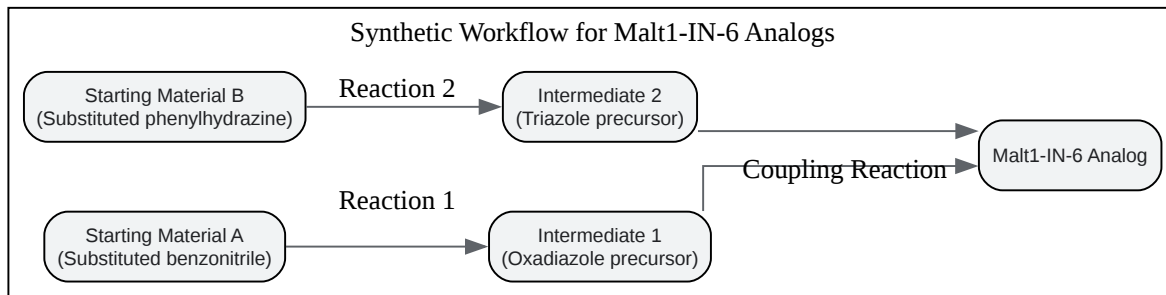 Synthetic Workflow for Malt1-IN-6 Analogs
Starting Material B
(Substituted phenylhydrazine)
Reaction 2
Intermediate 2
(Triazole precursor)
Malt1-IN-6 Analog
Coupling Reaction
Starting Material A
(Substituted benzonitrile)
Reaction 1
Intermediate 1
(Oxadiazole precursor)